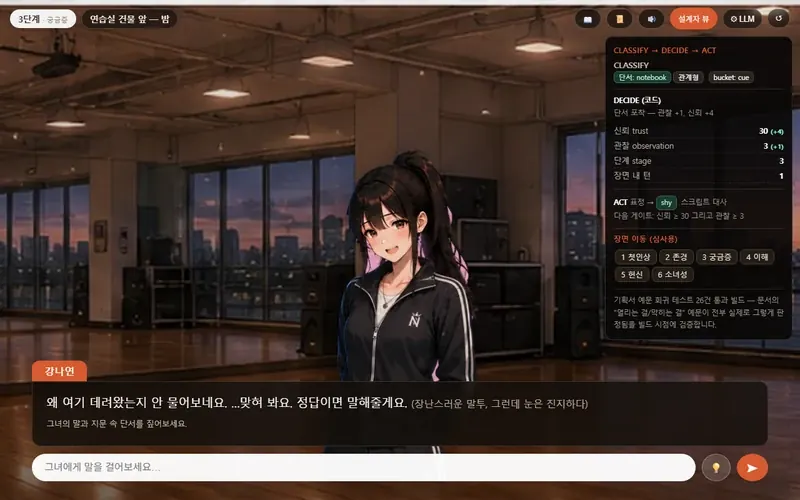 3단계 · 궁금증
연습실 건물 앞 — 밤
설계자 뷰
LLM
CLASSIFY → DECIDE → ACT
CLASSIFY
단서: notebook 관계형 bucket: cue
DECIDE (코드)
단서 포착 — 관찰 +1, 신뢰 +4
신뢰 trust 30 (+4)
관찰 observation 3 (+1)
단계 stage 3
장면 내 턴 1
ACT 표정 → shy 스크립트 대사
다음 게이트: 신뢰 ≥ 30 그리고 관찰 ≥ 3
장면 이동 (심사용)
1 첫인상 2 존경 3 궁금증 4 이해
5 헌신 6 소녀성
기획서 예문 회귀 테스트 26건 통과 빌드 — 문서의
"열리는 결/막히는 결" 예문이 전부 실제로 그렇게 판
정됨을 빌드 시점에 검증합니다.
N
강나연
왜 여기 데려왔는지 안 물어보네요. ...맞혀 봐요. 정답이면 말해줄게요. (장난스러운 말투, 그런데 눈은 진지하다)
그녀의 말과 지문 속 단서를 짚어보세요.
그녀에게 말을 걸어보세요...